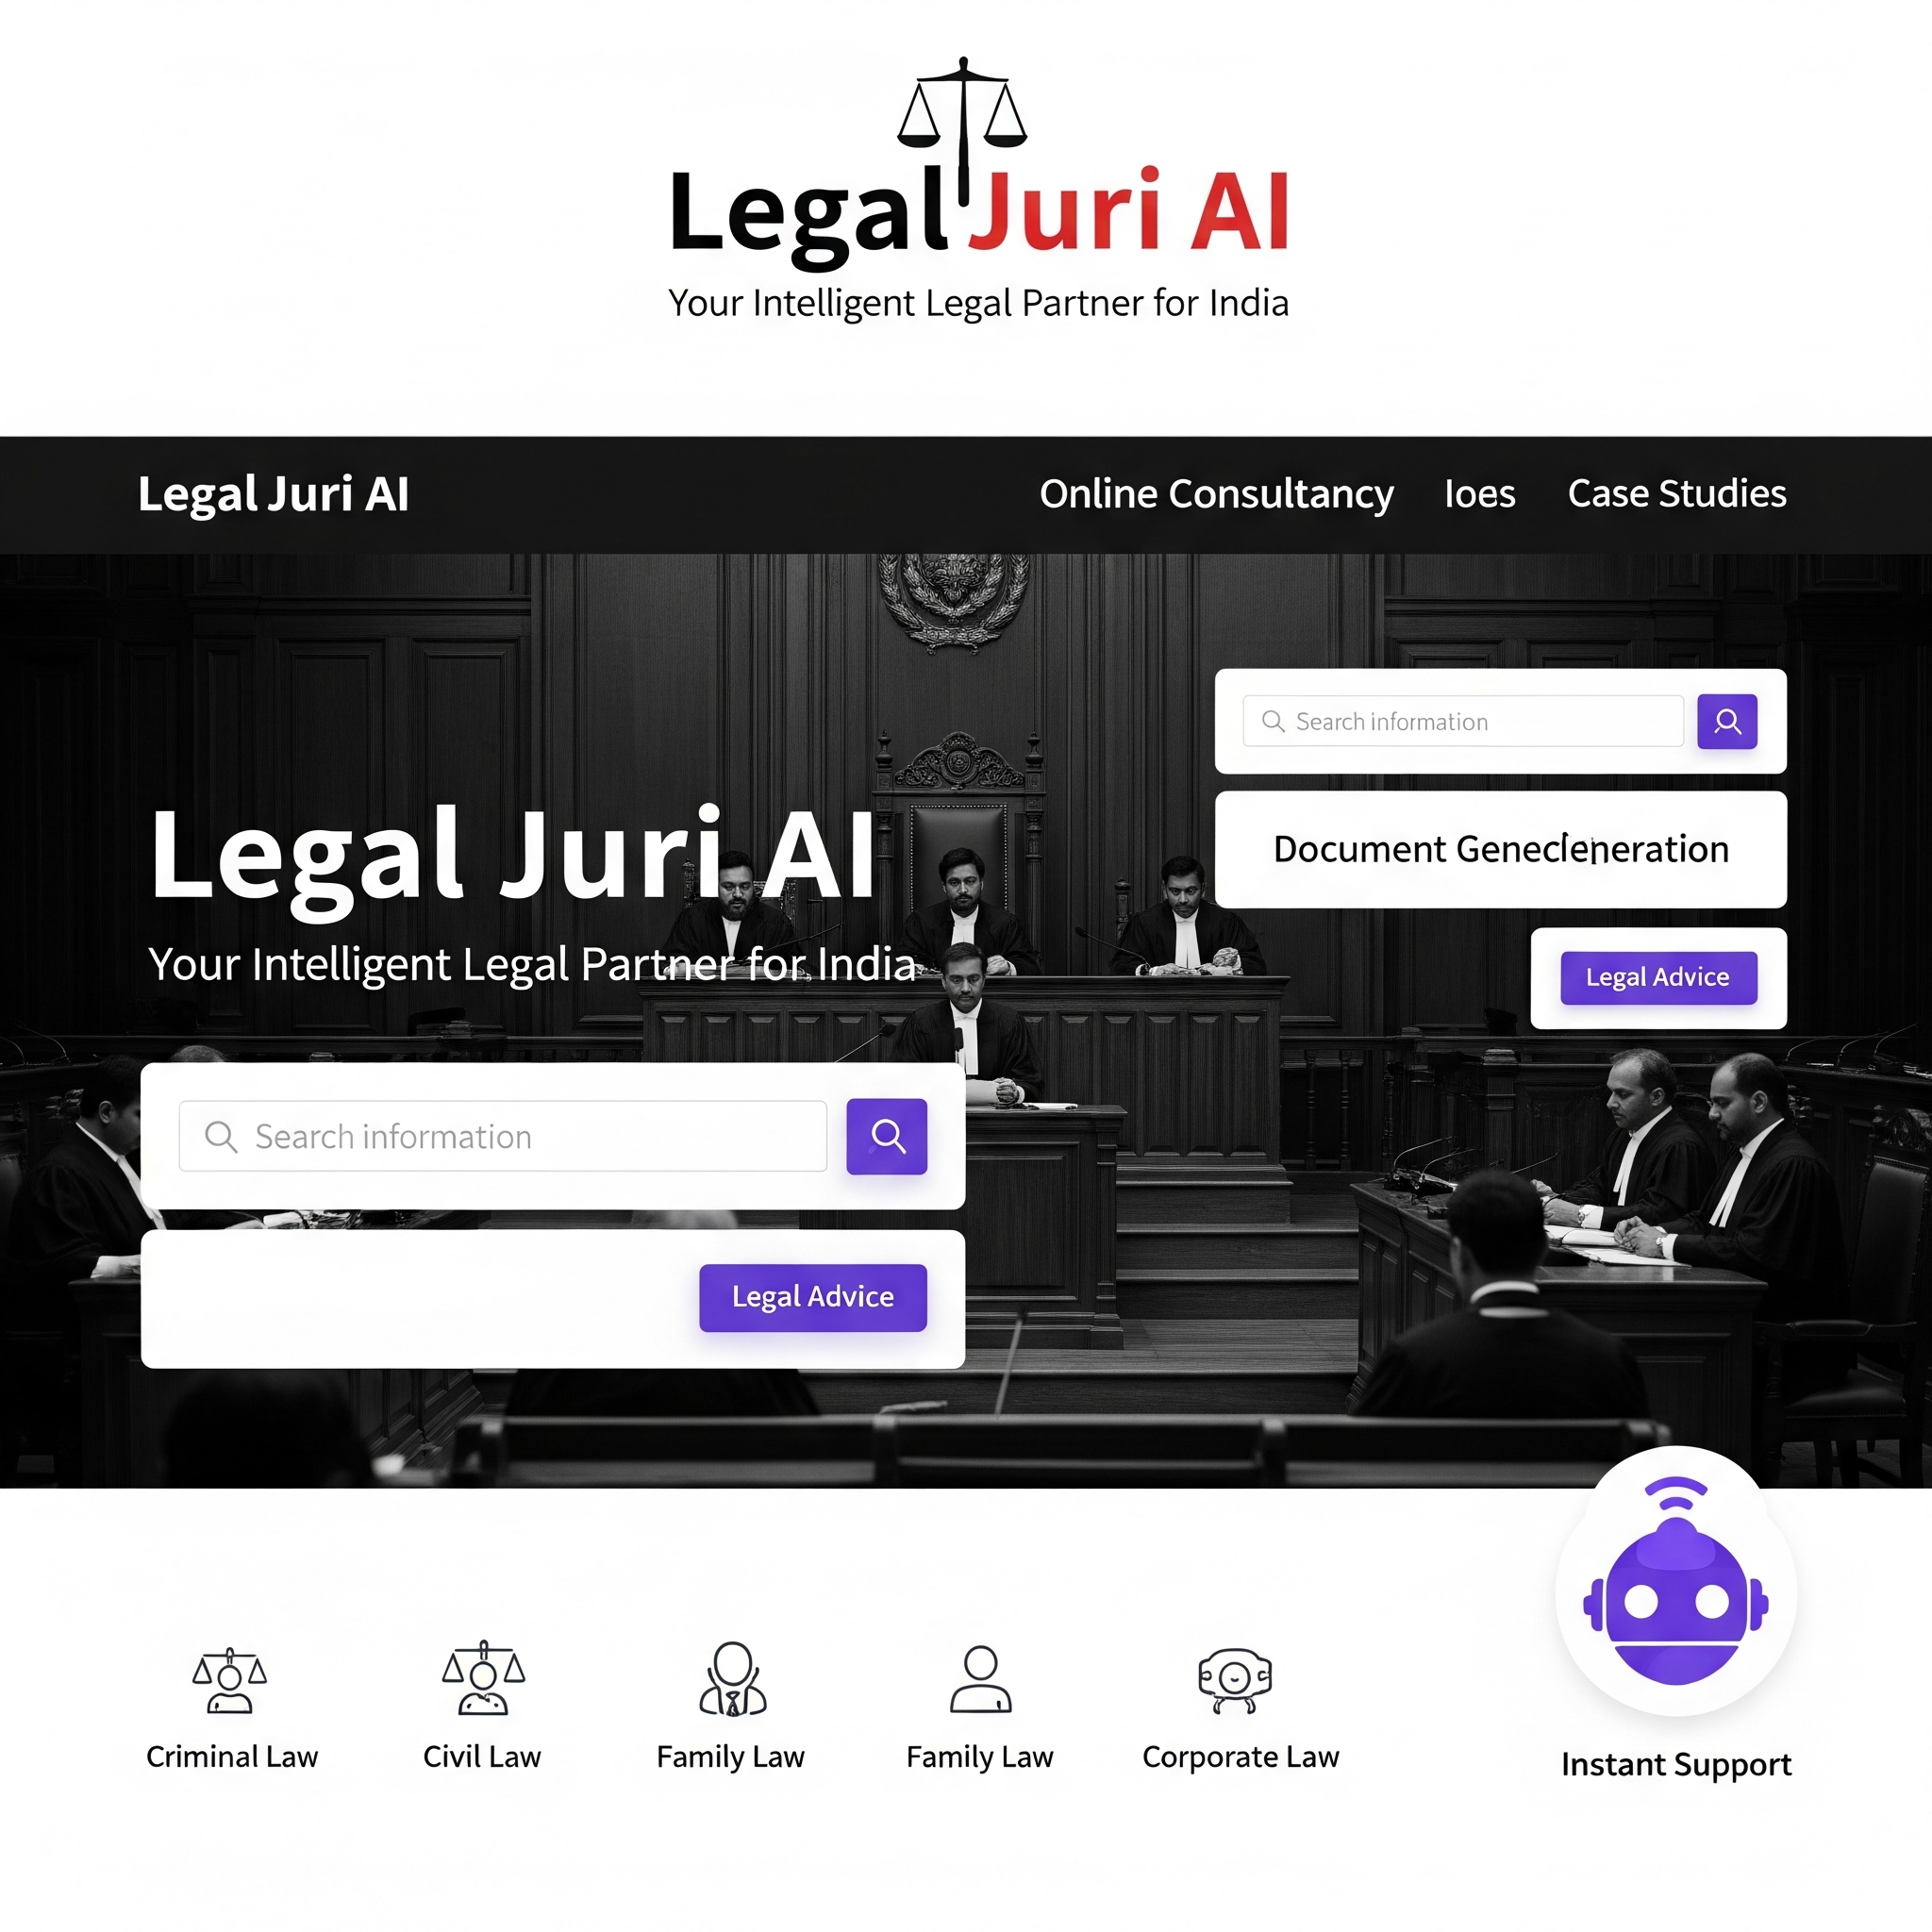 Legal Juri AI
Your Intelligent Legal Partner for India
Legal Juri AI
Online Consultancy
Ioes
Case Studies
Search information
Document Genecleneration
Legal Advice
Legal Juri AI
Your Intelligent Legal Partner for India
Search information
Legal Advice
Criminal Law
Civil Law
Family Law
Family Law
Corporate Law
Instant Support